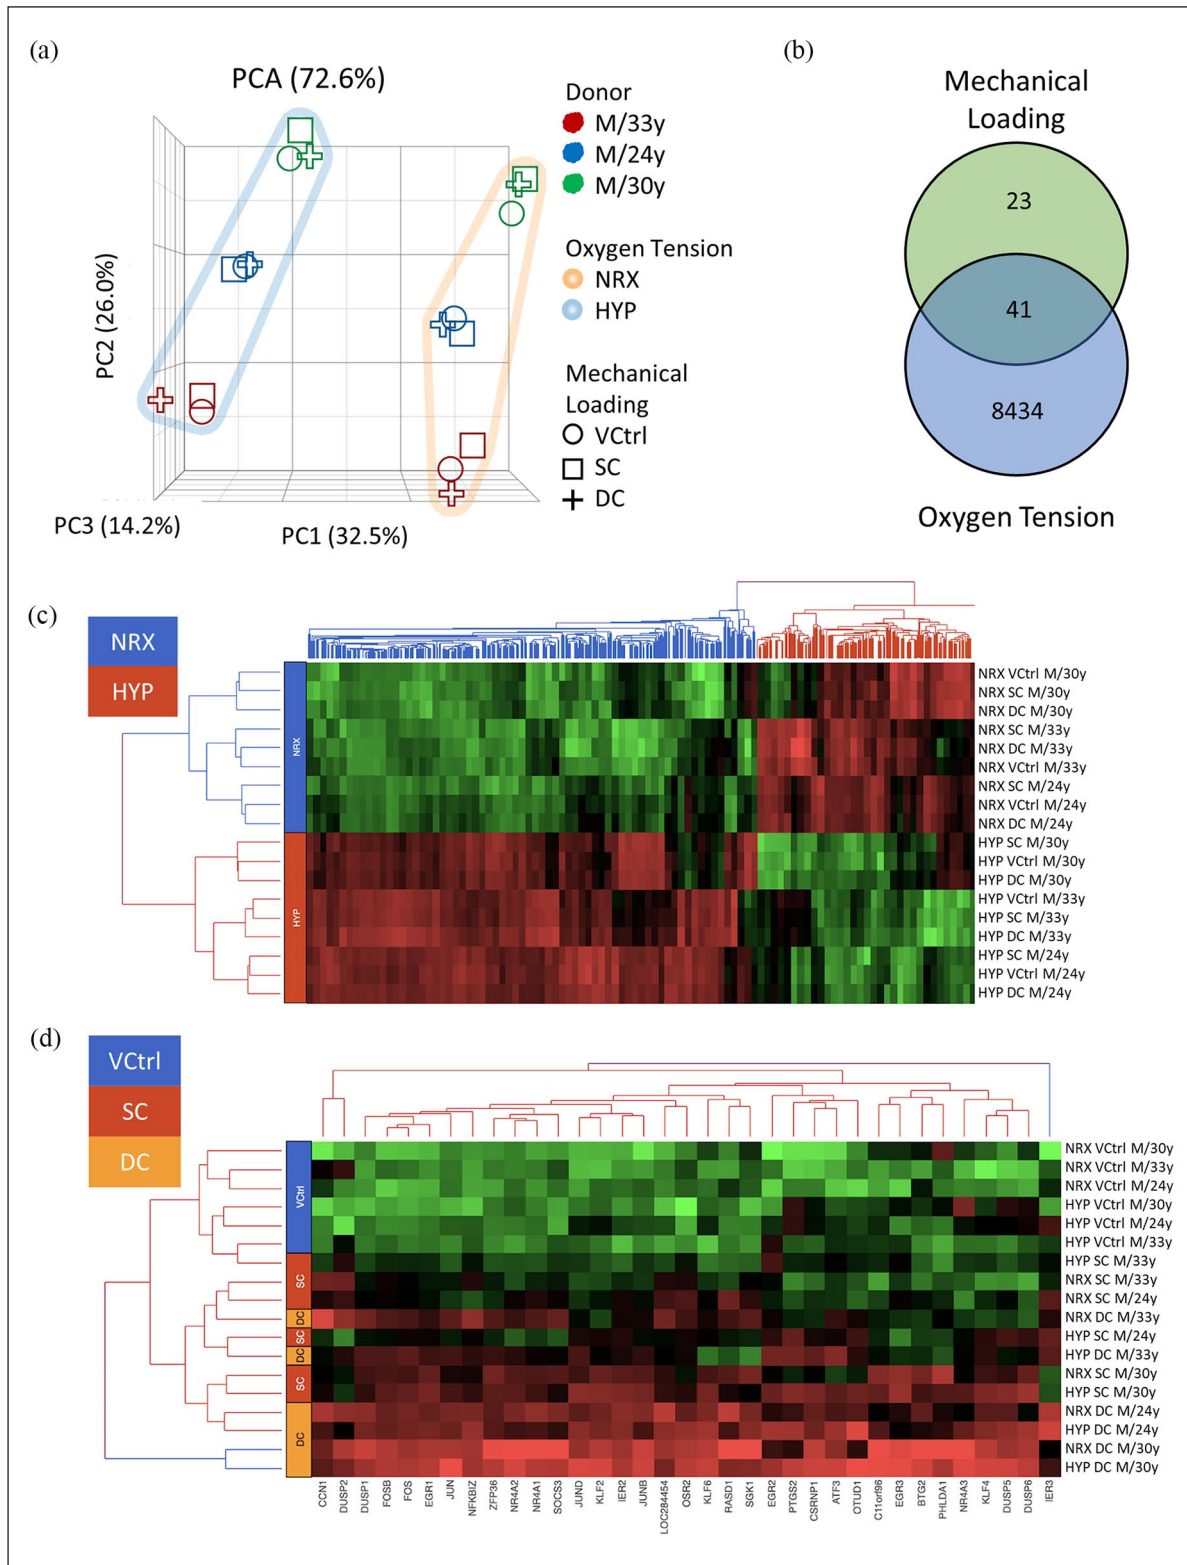 (a)
PCA (72.6%)
PC2 (26.0%)
PC3 (14.2%)
PC1 (32.5%)
Donor
M/33y
M/24y
M/30y
Oxygen Tension
NRX
HYP
Mechanical
Loading
VCtrl
SC
DC
(b)
Mechanical
Loading
23
41
8434
Oxygen Tension
(c)
NRX
HYP
NRX
HYP
NRX VCtrl M/30y
NRX SC M/30y
NRX DC M/30y
NRX SC M/33y
NRX DC M/33y
NRX VCtrl M/33y
NRX SC M/24y
NRX VCtrl M/24y
NRX DC M/24y
HYP SC M/30y
HYP VCtrl M/30y
HYP DC M/30y
HYP VCtrl M/33y
HYP SC M/33y
HYP DC M/33y
HYP SC M/24y
HYP VCtrl M/24y
HYP DC M/24y
(d)
VCtrl
SC
DC
VCtrl
SC
DC
SC
DC
SC
DC
NRX VCtrl M/30y
NRX VCtrl M/33y
NRX VCtrl M/24y
HYP VCtrl M/30y
HYP VCtrl M/24y
HYP VCtrl M/33y
HYP SC M/33y
NRX SC M/33y
NRX SC M/24y
NRX DC M/33y
HYP SC M/24y
HYP DC M/33y
NRX SC M/30y
HYP SC M/30y
NRX DC M/24y
HYP DC M/24y
NRX DC M/30y
HYP DC M/30y
CCN1
DUSP2
DUSP1
FOSB
FOS
EGR1
JUN
NFKBIZ
ZFP36
NR4A2
NR4A1
SOCS3
JUND
KLF2
IER2
JUNB
LOC284454
OSR2
KLF6
RASD1
SGK1
EGR2
PTGS2
CSRNP1
ATF3
OTUD1
C11orf96
EGR3
BTG2
PHLDA1
NR4A3
KLF4
DUSP5
DUSP6
IER3